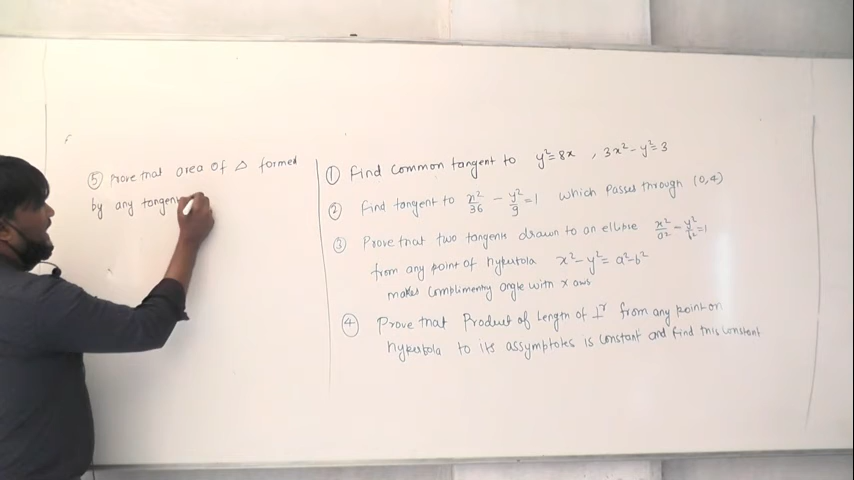 ⑤ Prove that area of △ formed
by any tangen
① Find common tangent to y²=8x , 3x²-y²=3
② Find tangent to x²/36 - y²/9 = 1 which passes through (0,4)
③ Prove that two tangents drawn to an ellipse x²/a² - y²/b² = 1
from any point of hyperbola x²-y² = a²-b²
makes complimentry angle with x axis
④ Prove that Product of Length of ⊥r from any point on
hyperbola to its assymptotes is constant and find this constant